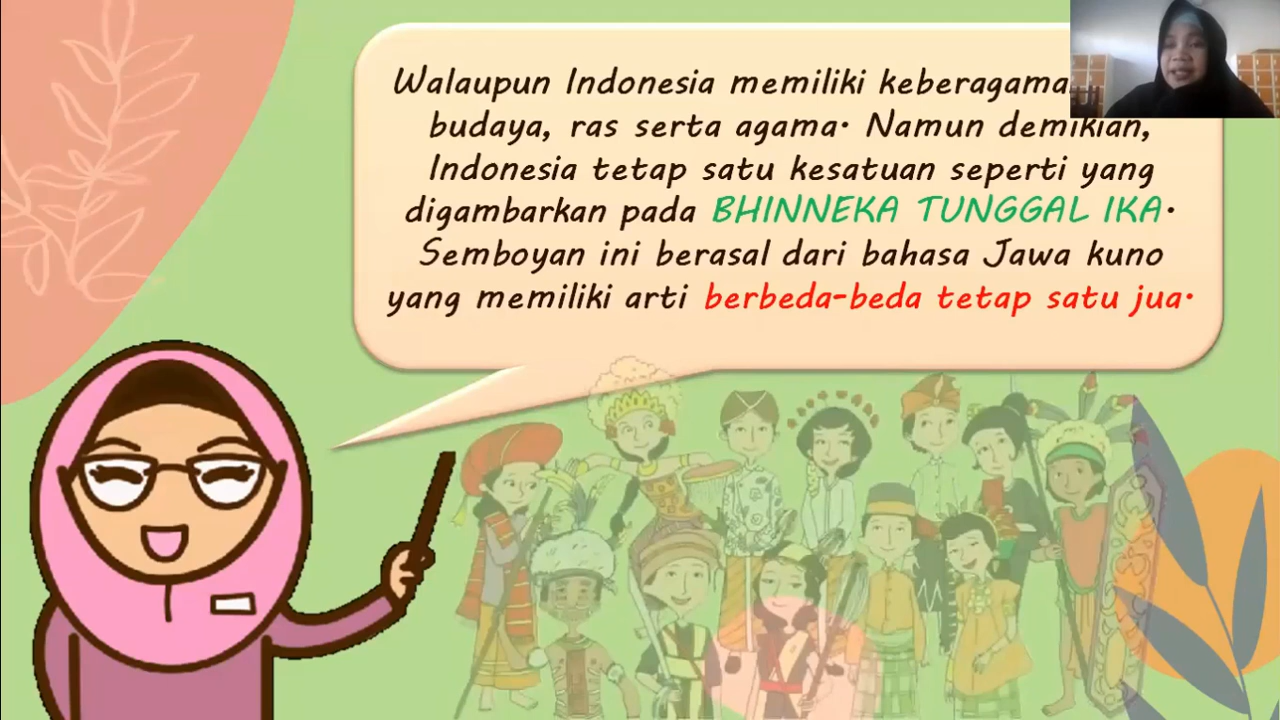 Walaupun Indonesia memiliki
budaya, ras serta agama. Namun demikian,
Indonesia tetap satu kesatuan seperti yang
digambarkan pada BHINNEKA TUNGGAL IKA.
Semboyan ini berasal dari bahasa Jawa kuno
yang memiliki arti berbeda-beda tetap satu jua.